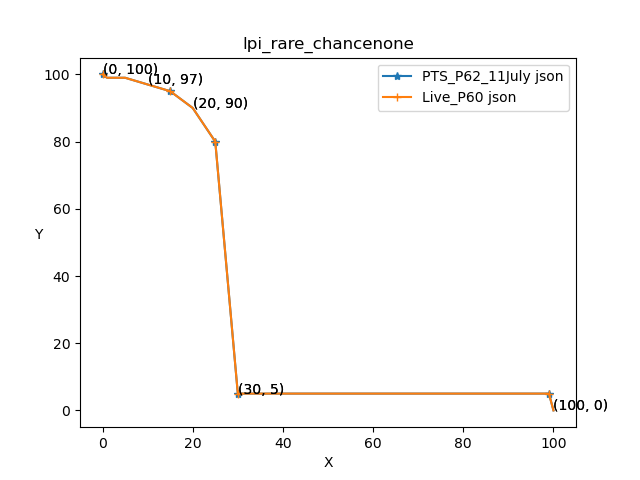 lpi_rare_chancenone
PTS_P62_11July json
Live_P60 json
(0, 100)
(10, 97)
(20, 90)
(30, 5)
(100, 0)
Y
100
80
60
40
20
0
0 20 40 60 80 100
X